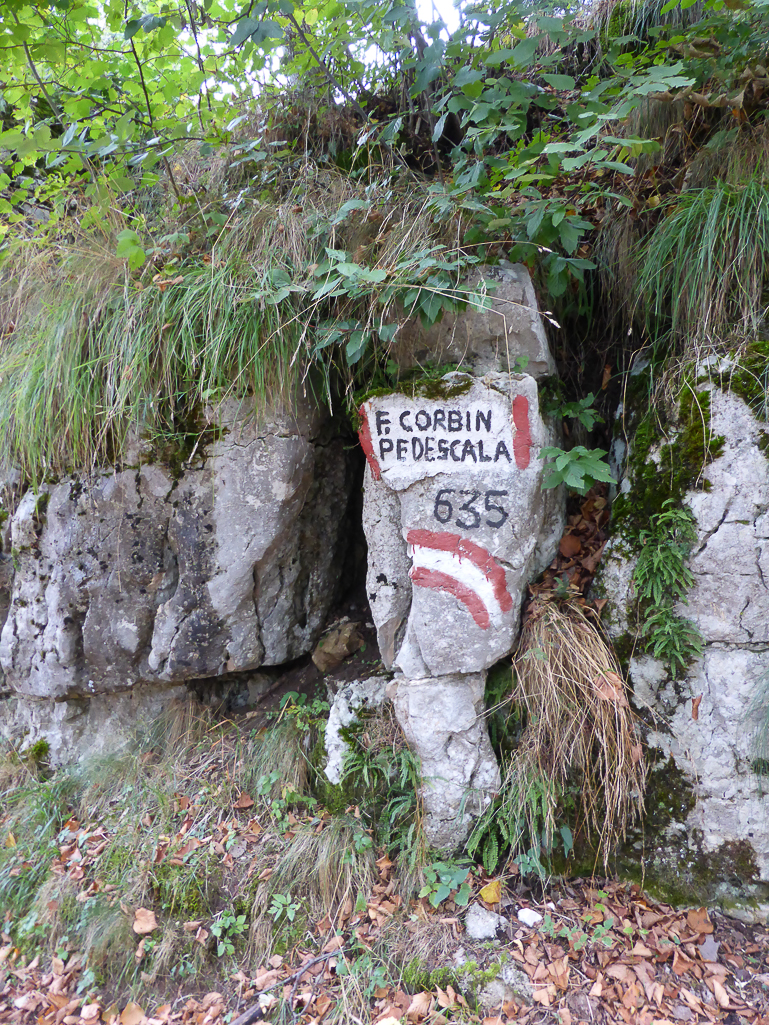 F. CORBIN
PEDESCALA
635